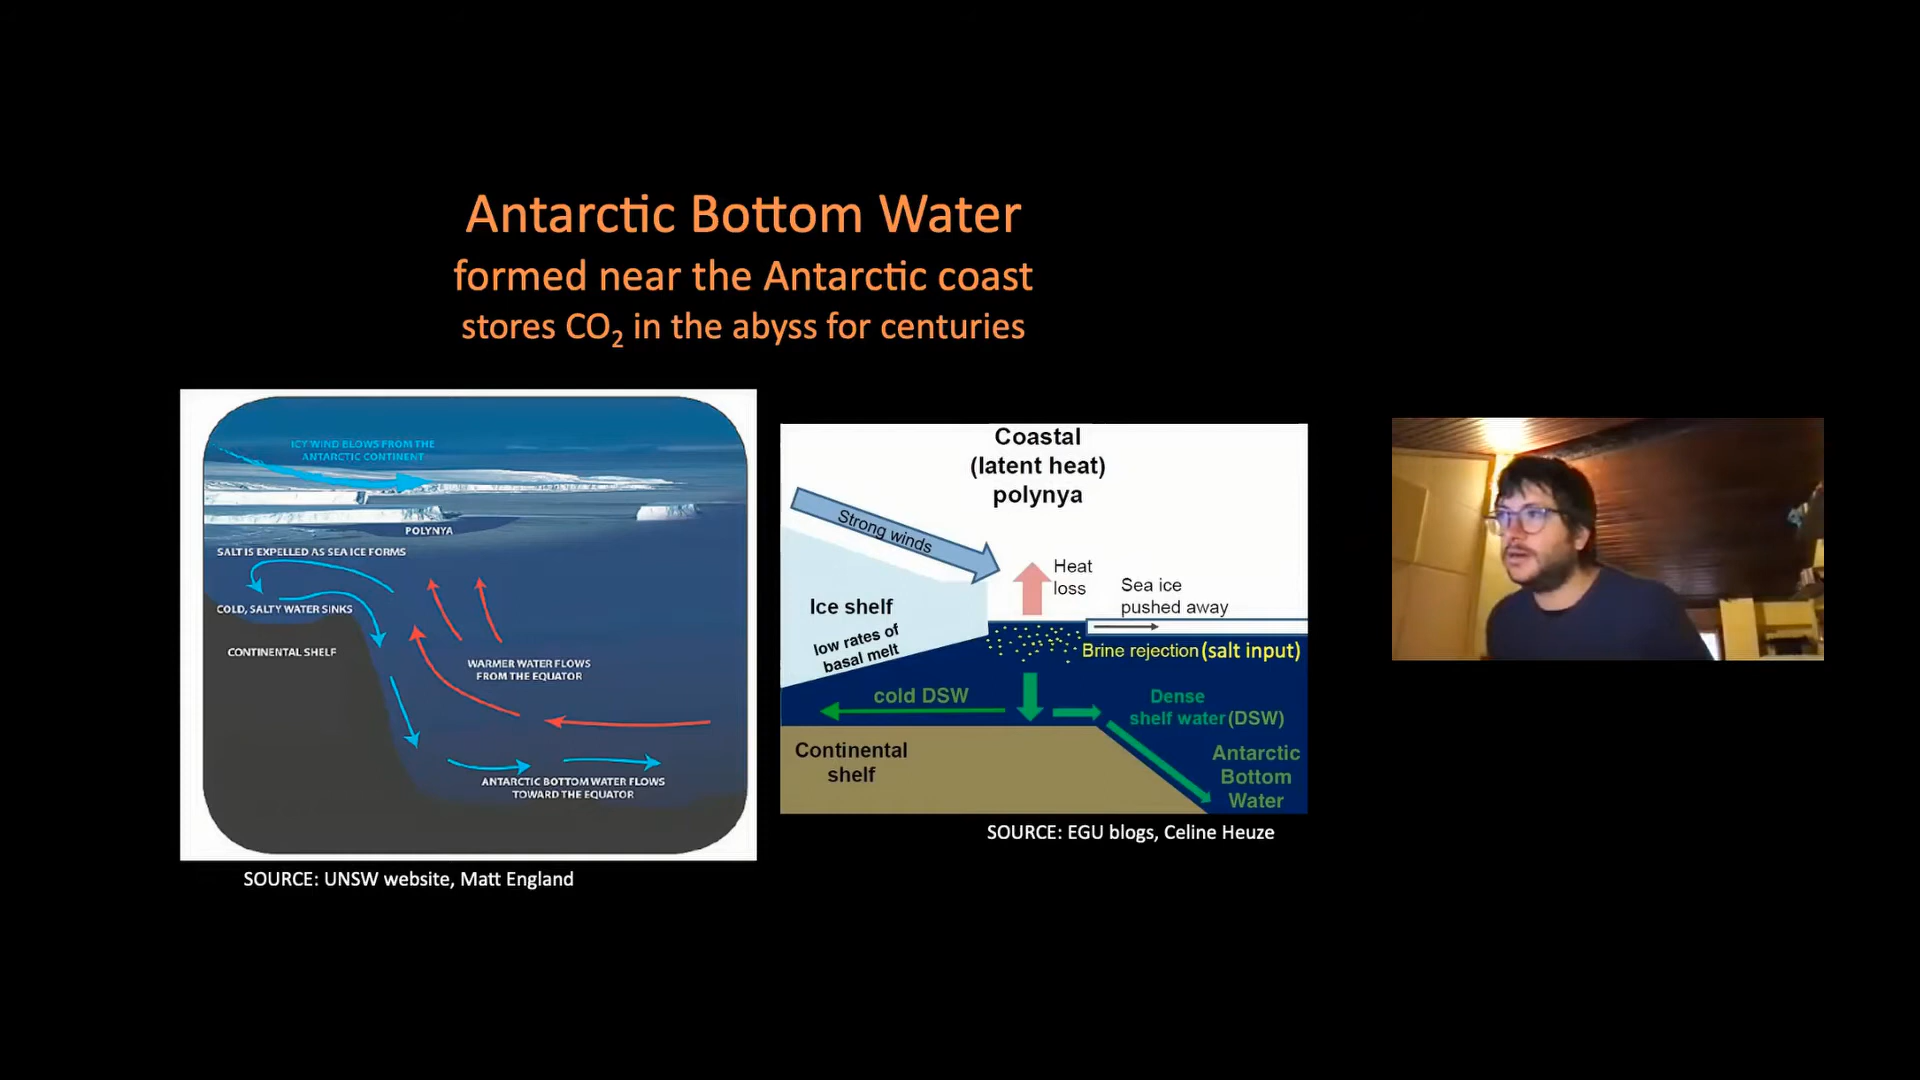 Antarctic Bottom Water
formed near the Antarctic coast
stores CO₂ in the abyss for centuries
ICY WIND BLOWS FROM THE
ANTARCTIC CONTINENT
POLYNYA
SALT IS EXPELLED AS SEA ICE FORMS
COLD, SALTY WATER SINKS
CONTINENTAL SHELF
WARMER WATER FLOWS
FROM THE EQUATOR
ANTARCTIC BOTTOM WATER FLOWS
TOWARD THE EQUATOR
SOURCE: UNSW website, Matt England
Coastal
(latent heat)
polynya
Strong winds
Heat
loss
Sea ice
pushed away
Ice shelf
low rates of
basal melt
Brine rejection (salt input)
cold DSW
Dense
shelf water (DSW)
Continental
shelf
Antarctic
Bottom
Water
SOURCE: EGU blogs, Celine Heuze